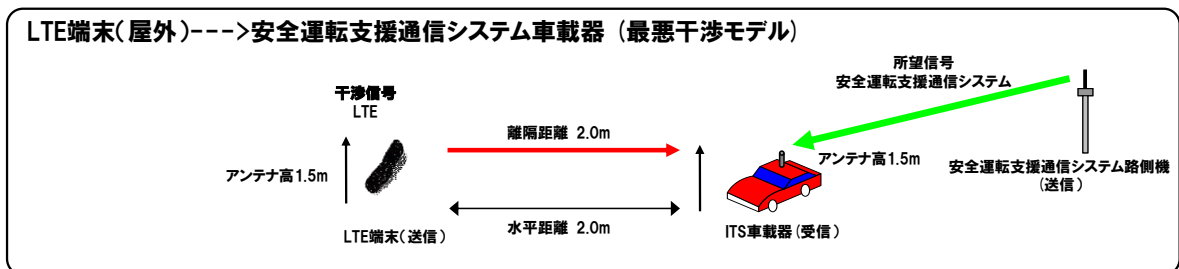 LTE端末(屋外)--->安全運転支援通信システム車載器 (最悪干渉モデル)
所望信号
安全運転支援通信システム
干渉信号
LTE
離隔距離 2.0m
アンテナ高1.5m
アンテナ高1.5m
安全運転支援通信システム路側機
(送信)
水平距離 2.0m
LTE端末(送信)
ITS車載器(受信)